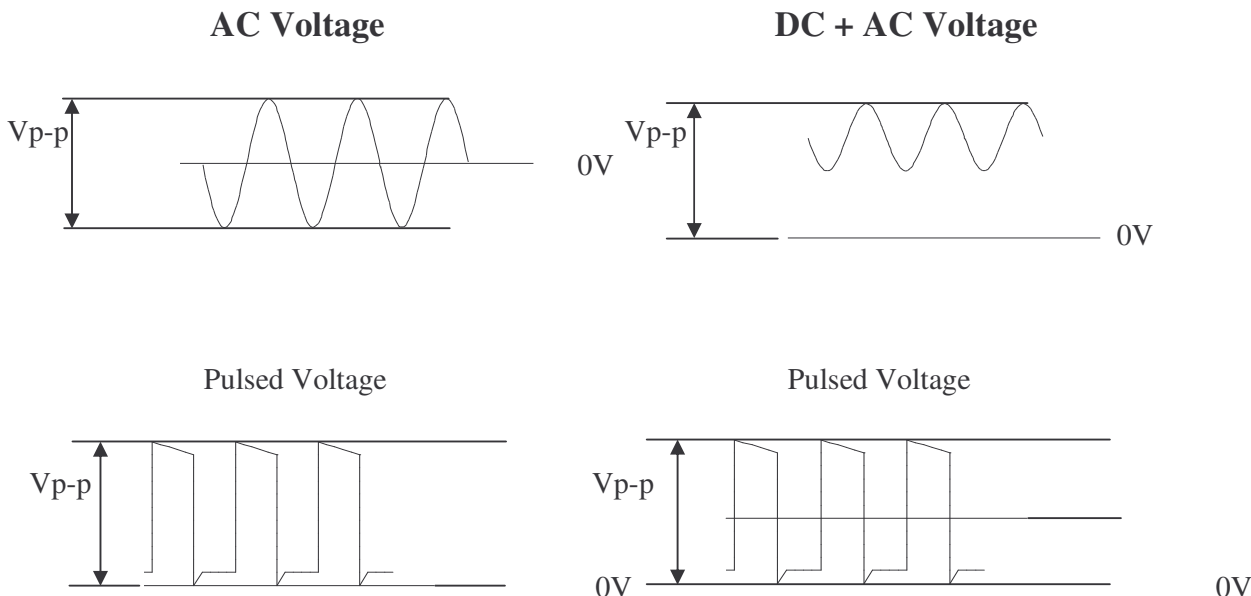 AC Voltage
DC + AC Voltage
Vp-p
0V
Vp-p
0V
Pulsed Voltage
Pulsed Voltage
Vp-p
Vp-p
0V
0V